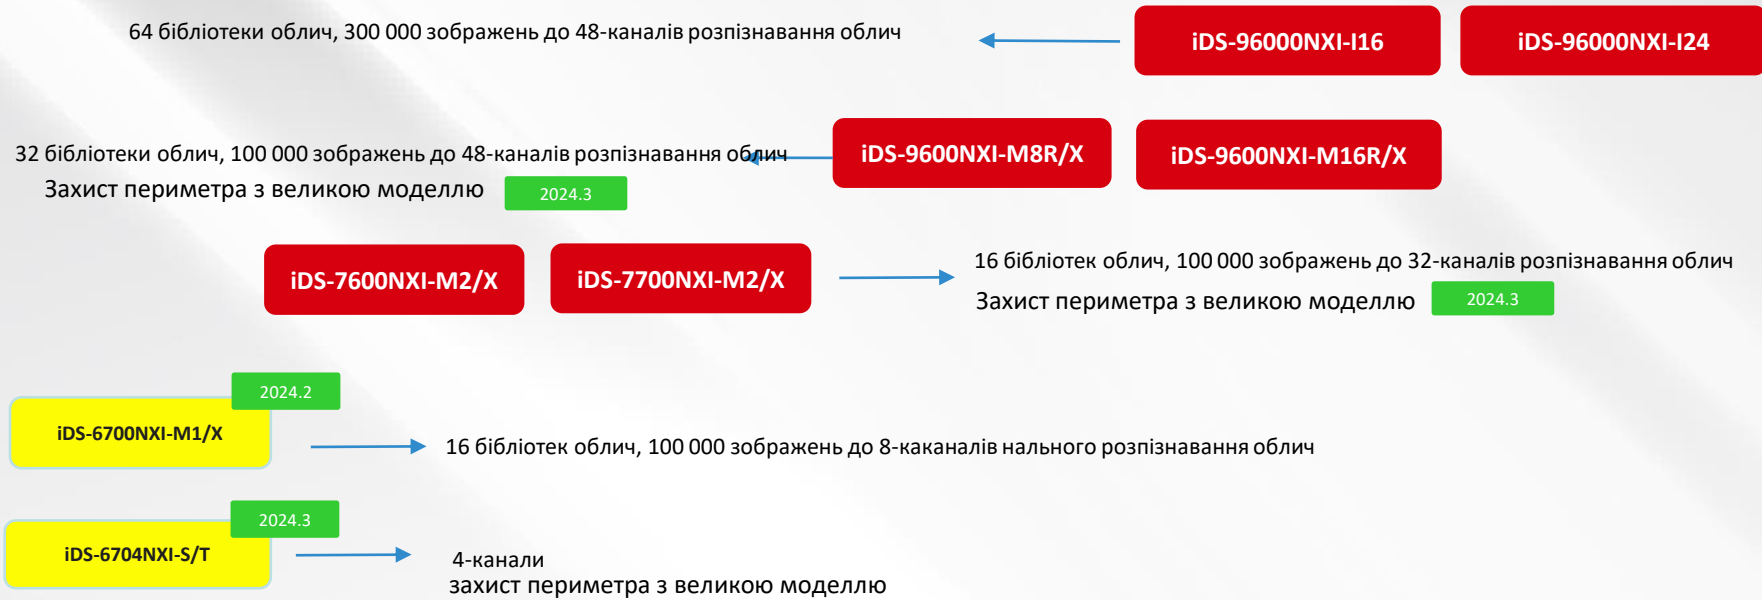 64 бібліотеки облич, 300 000 зображень до 48-каналів розпізнавання облич
iDS-96000NXI-I16
iDS-96000NXI-I24
32 бібліотеки облич, 100 000 зображень до 48-каналів розпізнавання облич
Захист периметра з великою моделлю
2024.3
iDS-9600NXI-M8R/X
iDS-9600NXI-M16R/X
iDS-7600NXI-M2/X
iDS-7700NXI-M2/X
16 бібліотек облич, 100 000 зображень до 32-каналів розпізнавання облич
Захист периметра з великою моделлю
2024.3
2024.2
iDS-6700NXI-M1/X
16 бібліотек облич, 100 000 зображень до 8-каканалів нального розпізнавання облич
2024.3
iDS-6704NXI-S/T
4-канали
захист периметра з великою моделлю